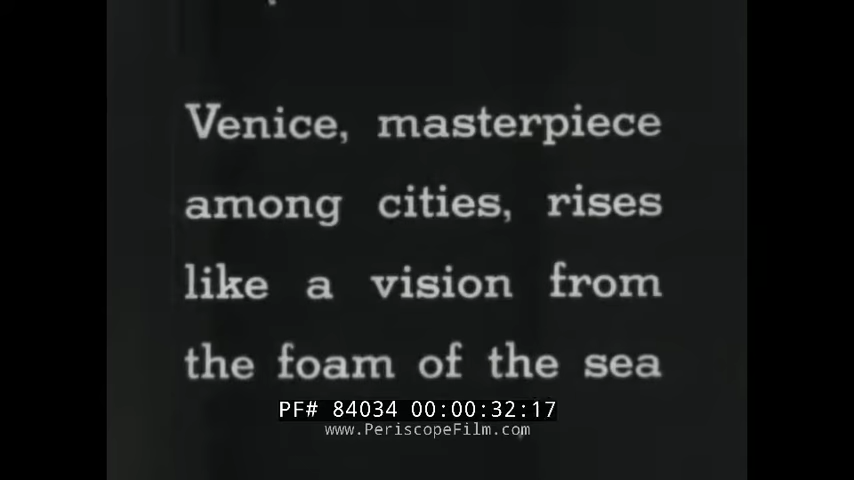 Venice, masterpiece
among cities, rises
like a vision from
the foam of the sea
PF# 84034 00:00:32:17
www.PeriscopeFilm.com